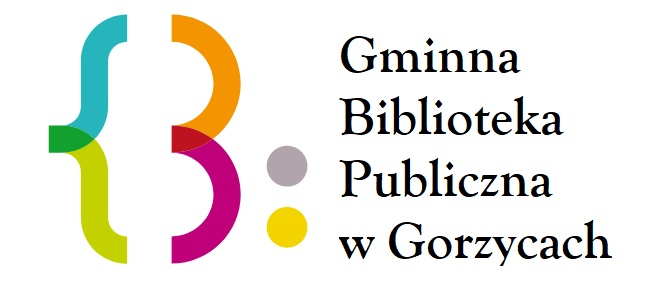 Gminna
Biblioteka
Publiczna
w Gorzycach